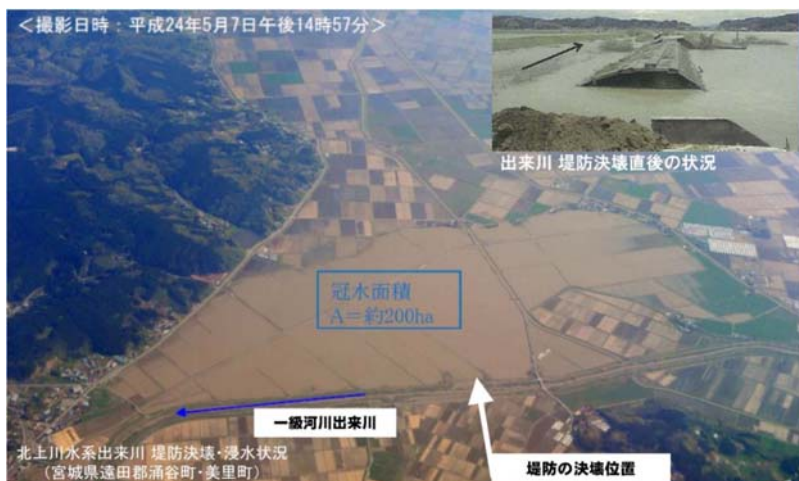 ＜撮影日時：平成24年5月7日午後14時57分＞
出来川 堤防決壊直後の状況
冠水面積
A＝約200ha
一級河川出来川
北上川水系出来川 堤防決壊・浸水状況
（宮城県遠田郡涌谷町・美里町）
堤防の決壊位置